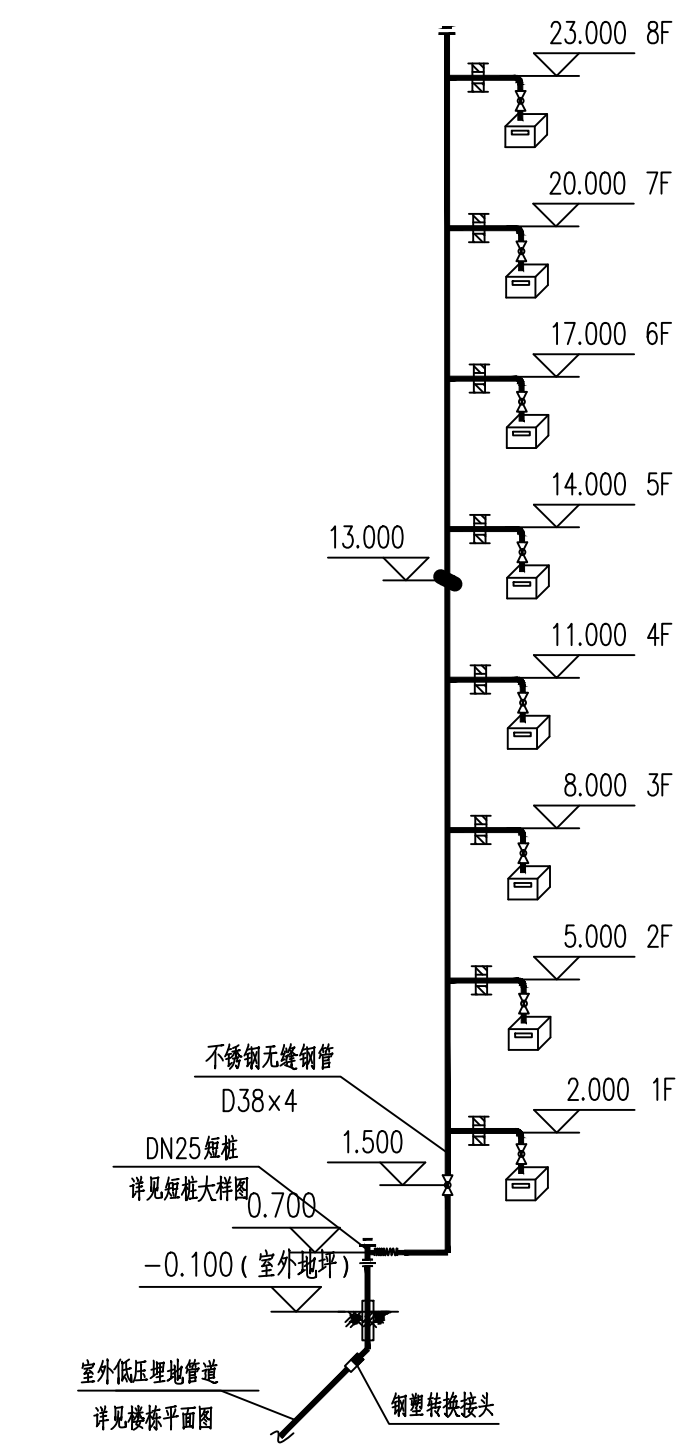 23.000 8F
20.000 7F
17.000 6F
14.000 5F
13.000
11.000 4F
8.000 3F
5.000 2F
不锈钢无缝钢管
D38×4
2.000 1F
DN25短桩
1.500
详见短桩大样图
0.700
-0.100(室外地坪)
室外低压埋地管道
详见楼栋平面图
钢塑转换接头